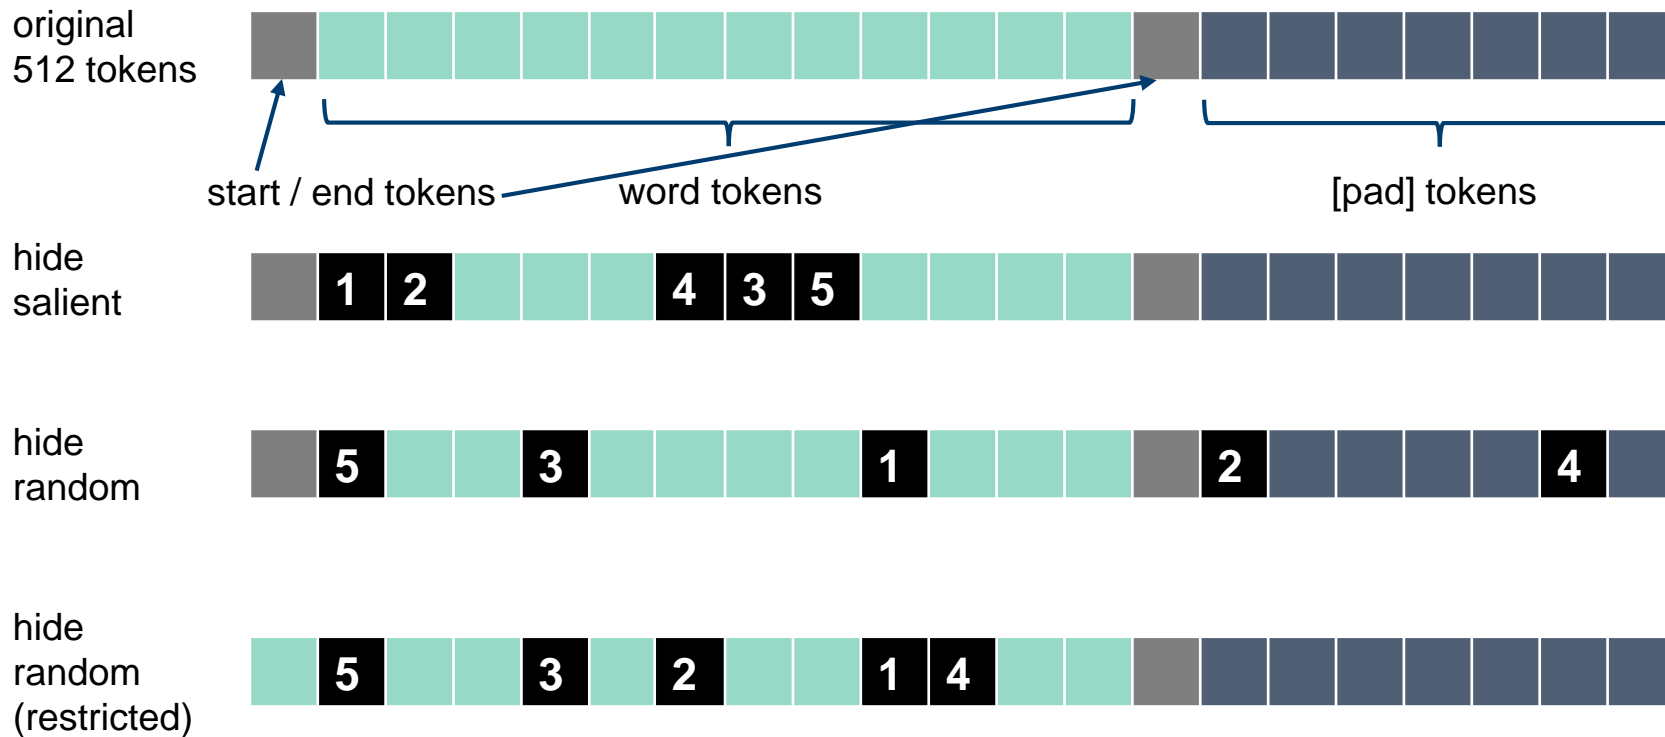 original
512 tokens
start / end tokens
word tokens
[pad] tokens
hide
salient
1 2 4 3 5
hide
random
5 3 1 2 4
hide
random
(restricted)
5 3 2 1 4